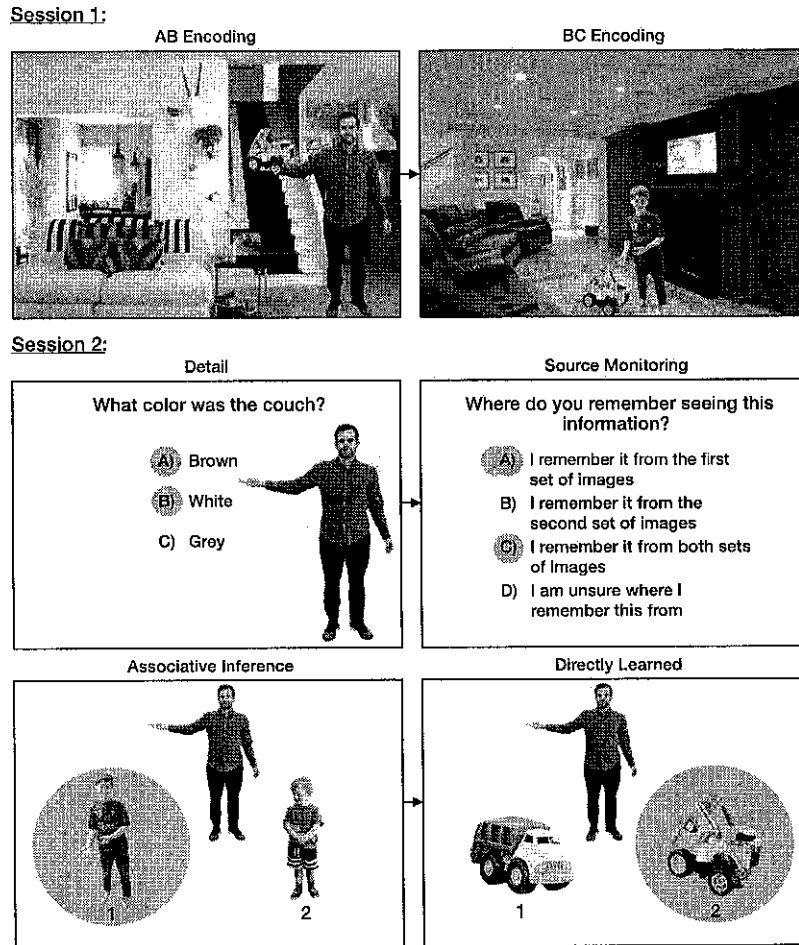 Session 1:
AB Encoding
BC Encoding
Session 2:
Detail
What color was the couch?
A) Brown
B) White
C) Grey
Source Monitoring
Where do you remember seeing this
information?
A) I remember it from the first
set of images
B) I remember it from the
second set of images
C) I remember it from both sets
of Images
D) I am unsure where I
remember this from
Associative Inference
1
2
Directly Learned
1
2